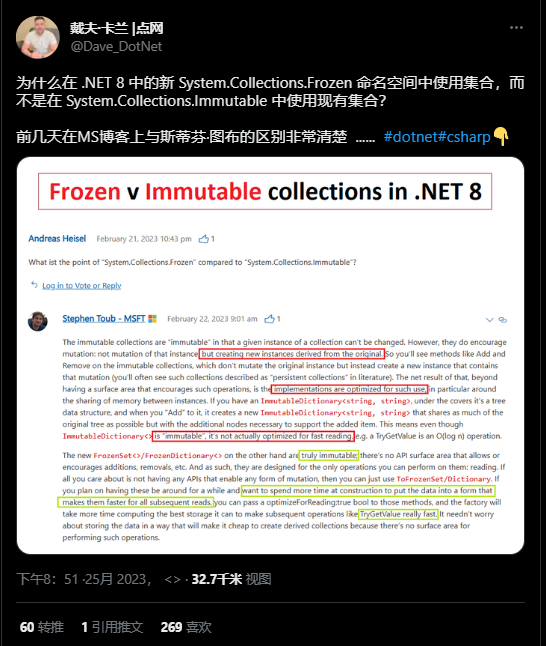 戴夫·卡兰 |点网
@Dave_DotNet
为什么在 .NET 8 中的新 System.Collections.Frozen 命名空间中使用集合，而
不是在 System.Collections.Immutable 中使用现有集合？
前几天在MS博客上与斯蒂芬·图布的区别非常清楚 ...... #dotnet#csharp👇
Frozen v Immutable collections in .NET 8
Andreas Heisel February 21, 2023 10:43 pm 1
What ist the point of "System.Collections.Frozen" compared to "System.Collections.Immutable"?
Log in to Vote or Reply
Stephen Toub - MSFT February 22, 2023 9:01 am 1
The immutable collections are "immutable" in that a given instance of a collection can't be changed. However, they do encourage
mutation: not mutation of that instance, but creating new instances derived from the original. So you'll see methods like Add and
Remove on the immutable collections, which don't mutate the original instance but instead create a new instance that contains
that mutation (you'll often see such collections described as "persistent collections" in literature). The net result of that, beyond
having a surface area that encourages such operations, is the implementations are optimized for such use, in particular around
the sharing of memory between instances. If you have an ImmutableDictionary<string, string>, under the covers it's a tree
data structure, and when you "Add" to it, it creates a new ImmutableDictionary<string, string> that shares as much of the
original tree as possible but with the additional nodes necessary to support the added item. This means even though
ImmutableDictionary<> is "immutable", it's not actually optimized for fast reading, e.g. a TryGetValue is an O(log n) operation.
The new FrozenSet<>/FrozenDictionary<> on the other hand are truly immutable; there's no API surface area that allows or
encourages additions, removals, etc. And as such, they are designed for the only operations you can perform on them: reading. If
all you care about is not having any APIs that enable any form of mutation, then you can just use ToFrozenSet/Dictionary. If
you plan on having these be around for a while and want to spend more time at construction to put the data into a form that
makes them faster for all subsequent reads, you can pass a optimizeForReading:true bool to those methods, and the factory will
take more time computing the best storage it can to make subsequent operations like TryGetValue really fast. It needn't worry
about storing the data in a way that will make it cheap to create derived collections because there's no surface area for
performing such operations.
下午8：51 ·25月 2023， <> · 32.7千米 视图
60 转推 1 引用推文 269 喜欢